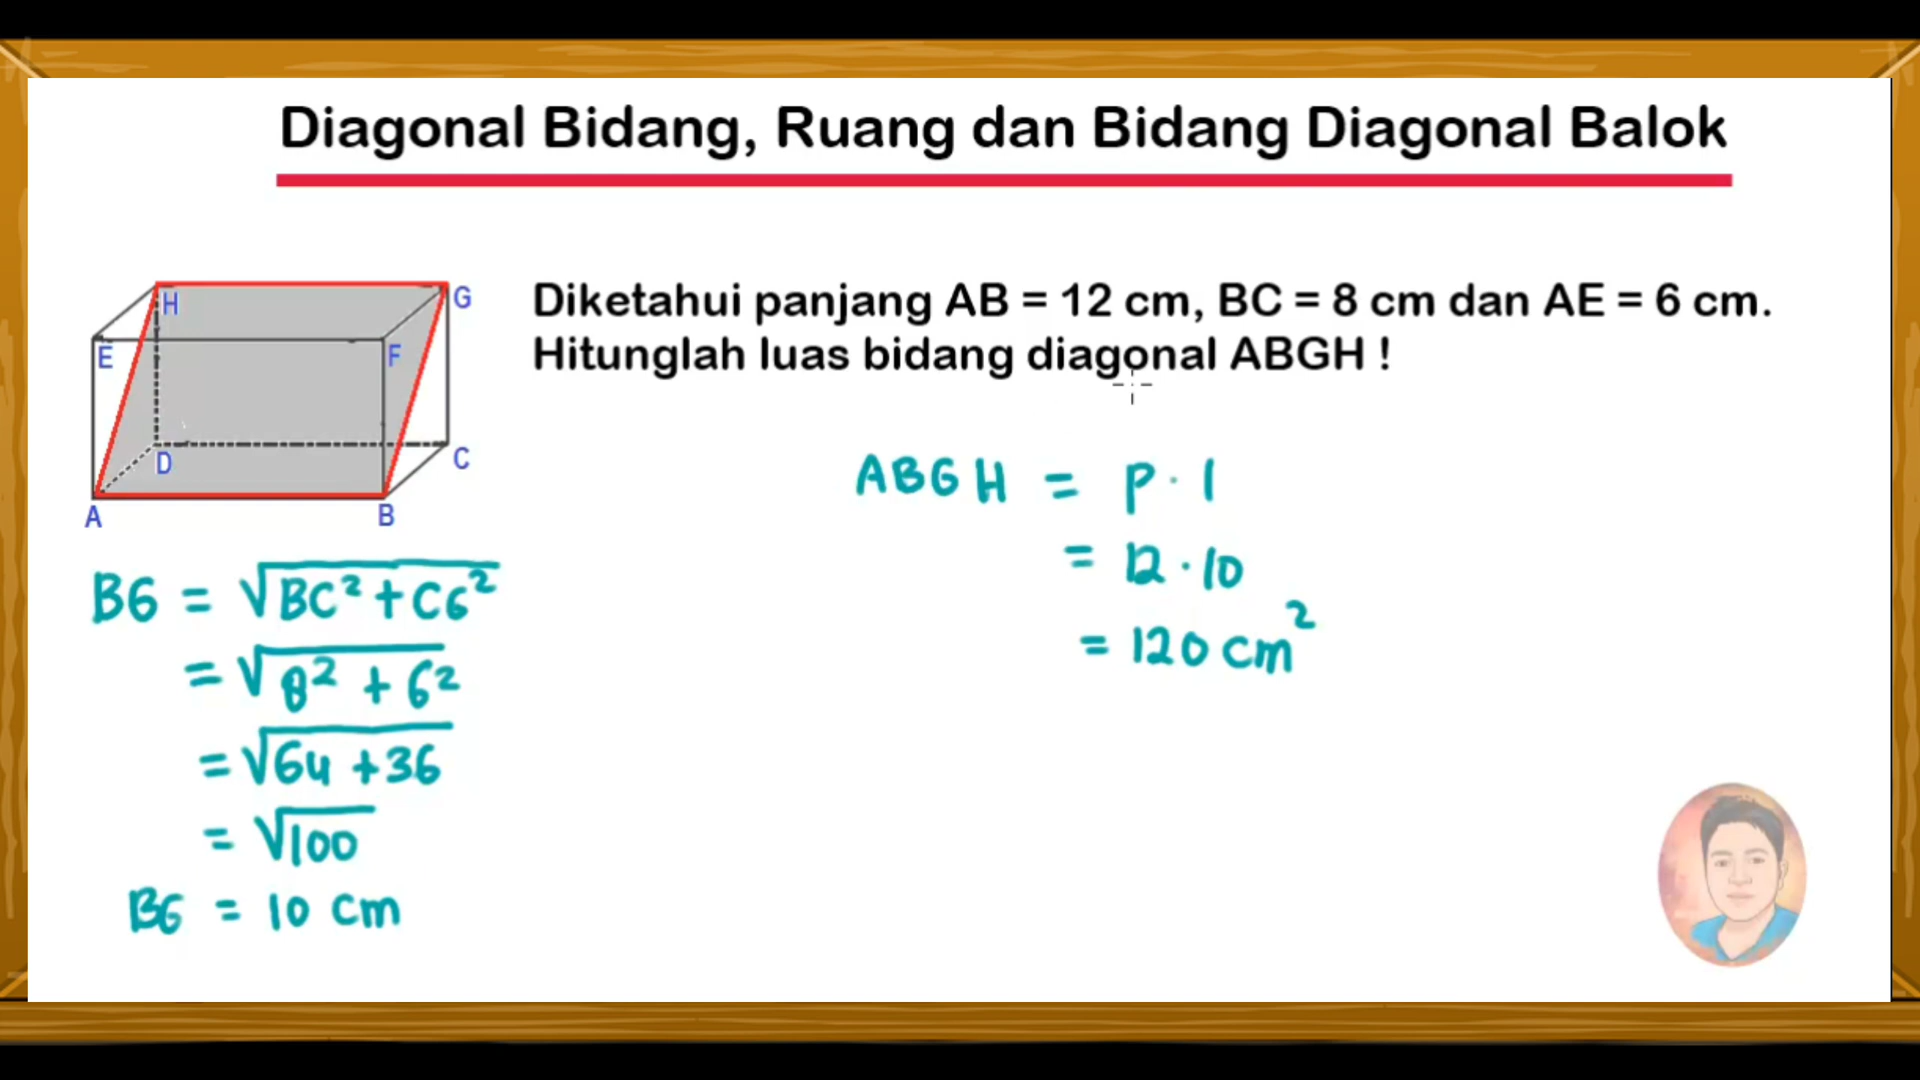 Diagonal Bidang, Ruang dan Bidang Diagonal Balok
H
G
E
F
D
C
A
B
Diketahui panjang AB = 12 cm, BC = 8 cm dan AE = 6 cm.
Hitunglah luas bidang diagonal ABGH !
BG = √BC² + CG²
= √8² + 6²
= √64 + 36
= √100
BG = 10 cm
ABGH = p · l
= 12 · 10
= 120 cm²